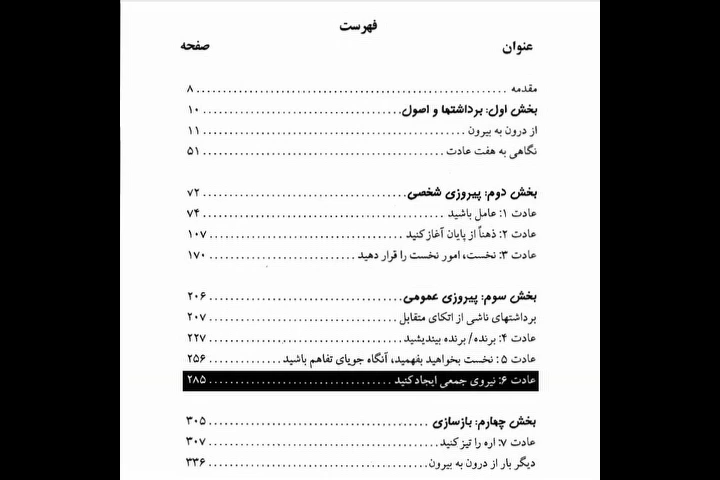 فهرست
عنوان صفحه
مقدمه ........................................ ۸
بخش اول: برداشتها و اصول ........................................ ۱۰
از درون به بیرون ........................................ ۱۱
نگاهی به هفت عادت ........................................ ۵۱
بخش دوم: پیروزی شخصی ........................................ ۷۲
عادت ۱: عامل باشید ........................................ ۷۴
عادت ۲: ذهناً از پایان آغاز کنید ........................................ ۱۰۷
عادت ۳: نخست، امور نخست را قرار دهید ........................................ ۱۷۰
بخش سوم: پیروزی عمومی ........................................ ۲۰۶
برداشتهای ناشی از اتکای متقابل ........................................ ۲۰۷
عادت ۴: برنده/ برنده بیندیشید ........................................ ۲۲۷
عادت ۵: نخست بخواهید بفهمید، آنگاه جویای تفاهم باشید ............ ۲۵۶
عادت ۶: نیروی جمعی ایجاد کنید ........................................ ۲۸۵
بخش چهارم: بازسازی ........................................ ۳۰۵
عادت ۷: اره را تیز کنید ........................................ ۳۰۷
دیگر بار از درون به بیرون ........................................ ۳۳۶